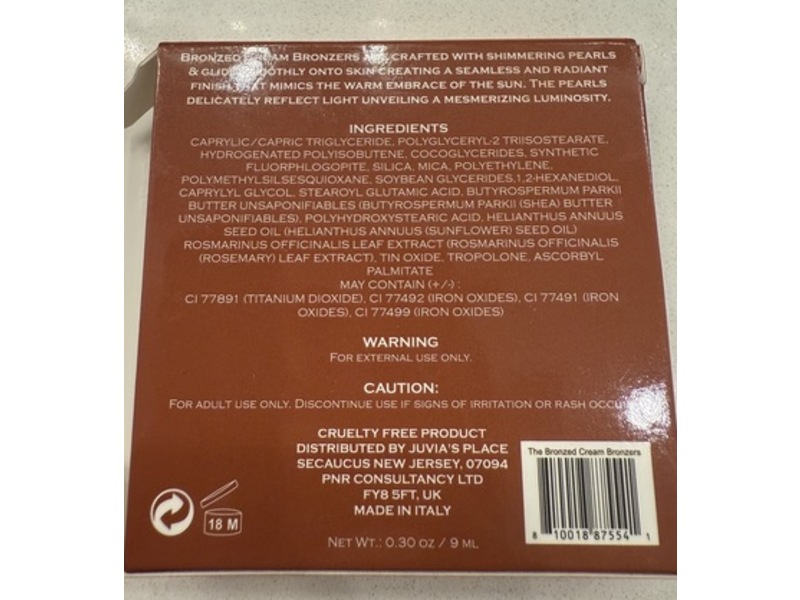 BRONZED CREAM BRONZERS ARE CRAFTED WITH SHIMMERING PEARLS
& GLIDE SMOOTHLY ONTO SKIN CREATING A SEAMLESS AND RADIANT
FINISH THAT MIMICS THE WARM EMBRACE OF THE SUN. THE PEARLS
DELICATELY REFLECT LIGHT UNVEILING A MESMERIZING LUMINOSITY.
INGREDIENTS
CAPRYLIC/CAPRIC TRIGLYCERIDE, POLYGLYCERYL-2 TRIISOSTEARATE,
HYDROGENATED POLYISOBUTENE, COCOGLYCERIDES, SYNTHETIC
FLUORPHLOGOPITE, SILICA, MICA, POLYETHYLENE,
POLYMETHYLSILSESQUIOXANE, SOYBEAN GLYCERIDES,1,2-HEXANEDIOL,
CAPRYLYL GLYCOL, STEAROYL GLUTAMIC ACID, BUTYROSPERMUM PARKII
BUTTER UNSAPONIFIABLES (BUTYROSPERMUM PARKII (SHEA) BUTTER
UNSAPONIFIABLES), POLYHYDROXYSTEARIC ACID, HELIANTHUS ANNUUS
SEED OIL (HELIANTHUS ANNUUS (SUNFLOWER) SEED OIL)
ROSMARINUS OFFICINALIS LEAF EXTRACT (ROSMARINUS OFFICINALIS
(ROSEMARY) LEAF EXTRACT), TIN OXIDE, TROPOLONE, ASCORBYL
PALMITATE
MAY CONTAIN (+/-) :
CI 77891 (TITANIUM DIOXIDE), CI 77492 (IRON OXIDES), CI 77491 (IRON
OXIDES), CI 77499 (IRON OXIDES)
WARNING
FOR EXTERNAL USE ONLY.
CAUTION:
FOR ADULT USE ONLY. DISCONTINUE USE IF SIGNS OF IRRITATION OR RASH
CRUELTY FREE PRODUCT
DISTRIBUTED BY JUVIA'S PLACE
SECAUCUS NEW JERSEY, 07094
PNR CONSULTANCY LTD
FY8 5FT, UK
MADE IN ITALY
NET WT.: 0.30 OZ / 9 ML
18 M
The Bronzed Cream Bronzers
8 10018 87554 1